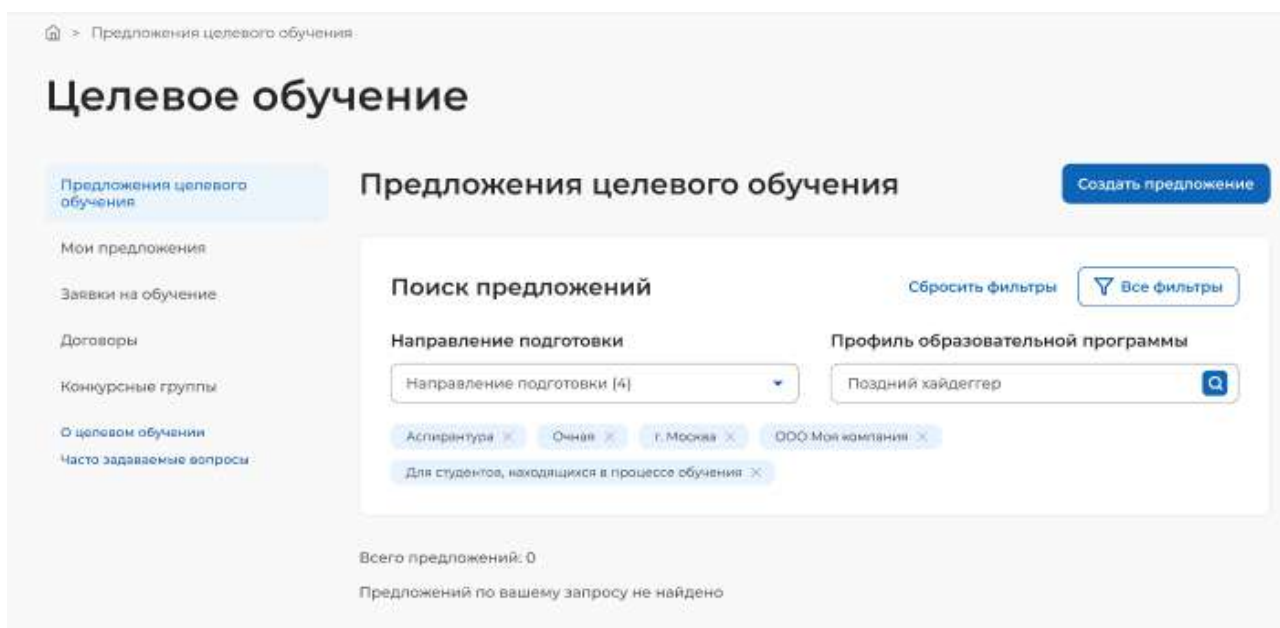 > Предложения целевого обучения
Целевое обучение
Предложения целевого
обучения
Мои предложения
Заявки на обучение
Договоры
Конкурсные группы
О целевом обучении
Часто задаваемые вопросы
Предложения целевого обучения
Создать предложение
Поиск предложений
Сбросить фильтры
Все фильтры
Направление подготовки
Профиль образовательной программы
Направление подготовки (4)
Поздний хайдеггер
Аспирантура ×
Очная ×
г. Москва ×
ООО Моя компания ×
Для студентов, находящихся в процессе обучения ×
Всего предложений: 0
Предложений по вашему запросу не найдено